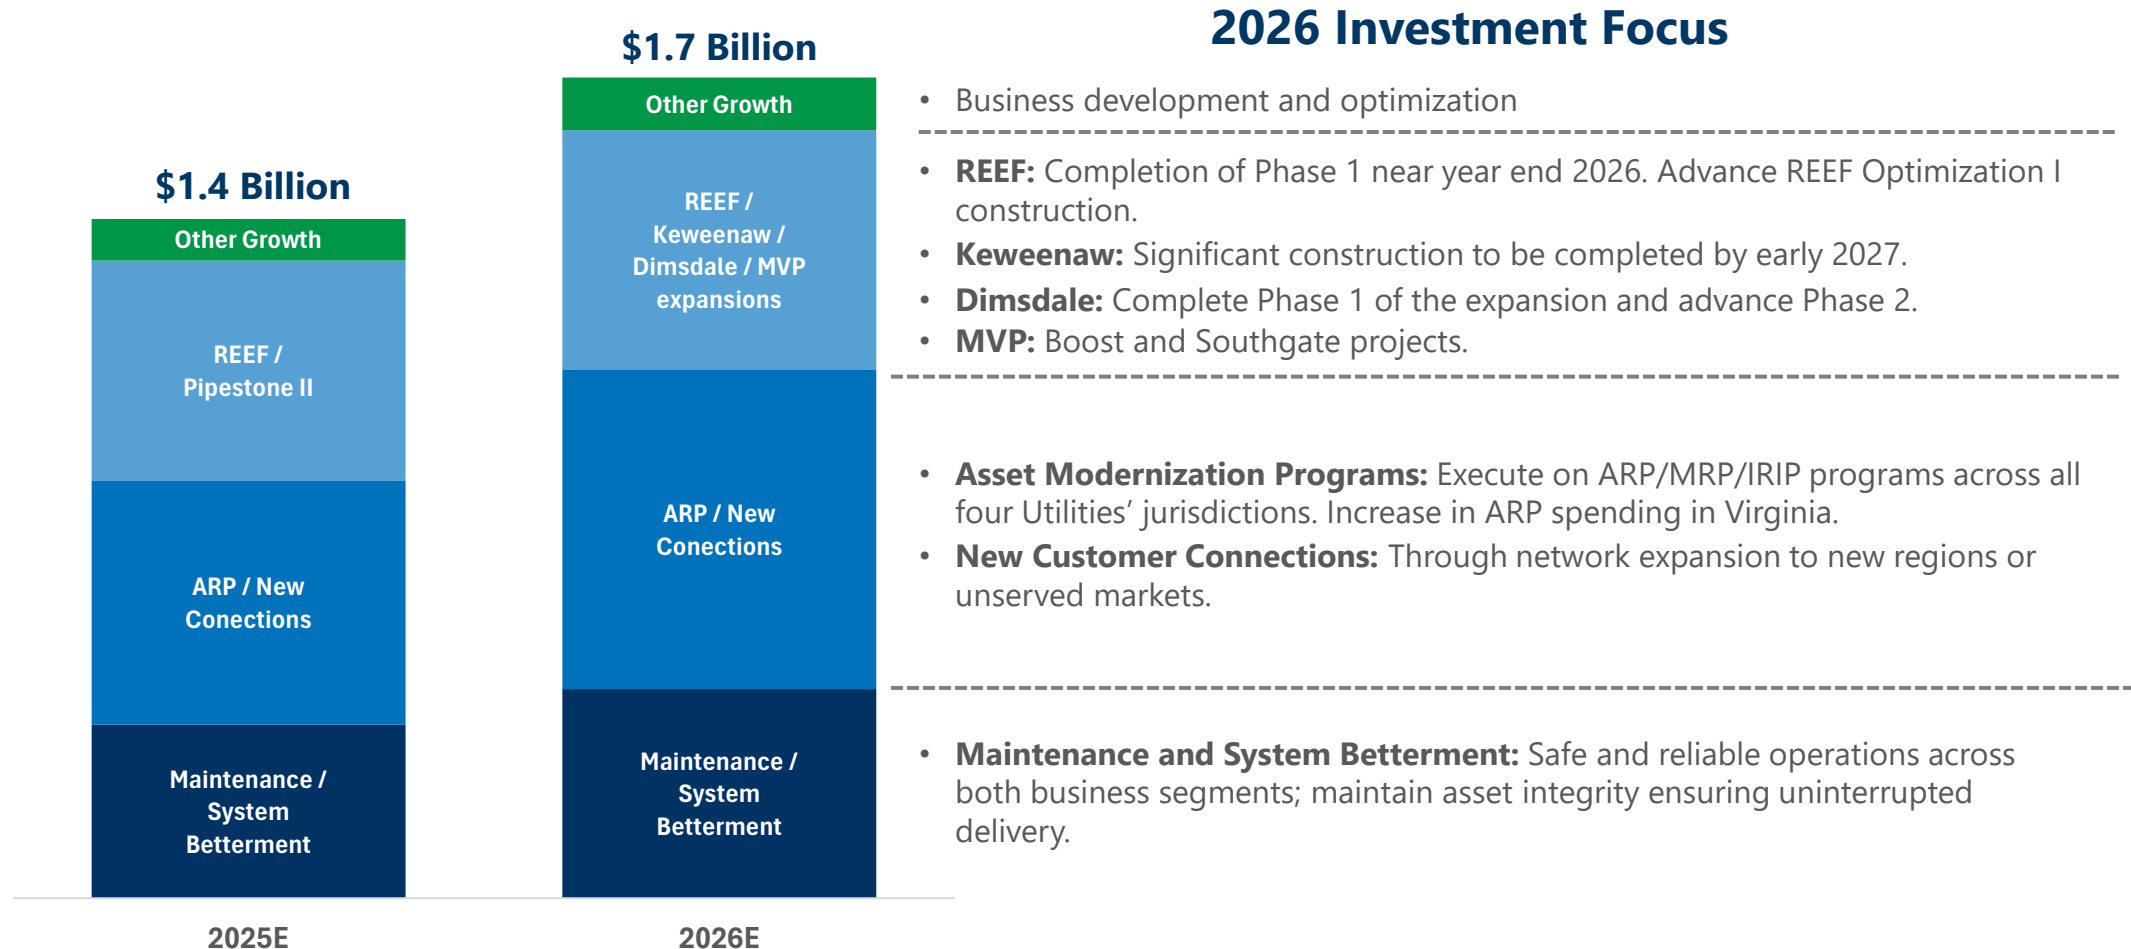 $1.4 Billion
Other Growth
REEF /
Pipestone II
ARP / New
Conections
Maintenance /
System
Betterment
2025E
$1.7 Billion
Other Growth
REEF /
Keweenaw /
Dimsdale / MVP
expansions
ARP / New
Conections
Maintenance /
System
Betterment
2026E
2026 Investment Focus
• Business development and optimization
• REEF: Completion of Phase 1 near year end 2026. Advance REEF Optimization I
construction.
• Keweenaw: Significant construction to be completed by early 2027.
• Dimsdale: Complete Phase 1 of the expansion and advance Phase 2.
• MVP: Boost and Southgate projects.
• Asset Modernization Programs: Execute on ARP/MRP/IRIP programs across all
four Utilities’ jurisdictions. Increase in ARP spending in Virginia.
• New Customer Connections: Through network expansion to new regions or
unserved markets.
• Maintenance and System Betterment: Safe and reliable operations across
both business segments; maintain asset integrity ensuring uninterrupted
delivery.